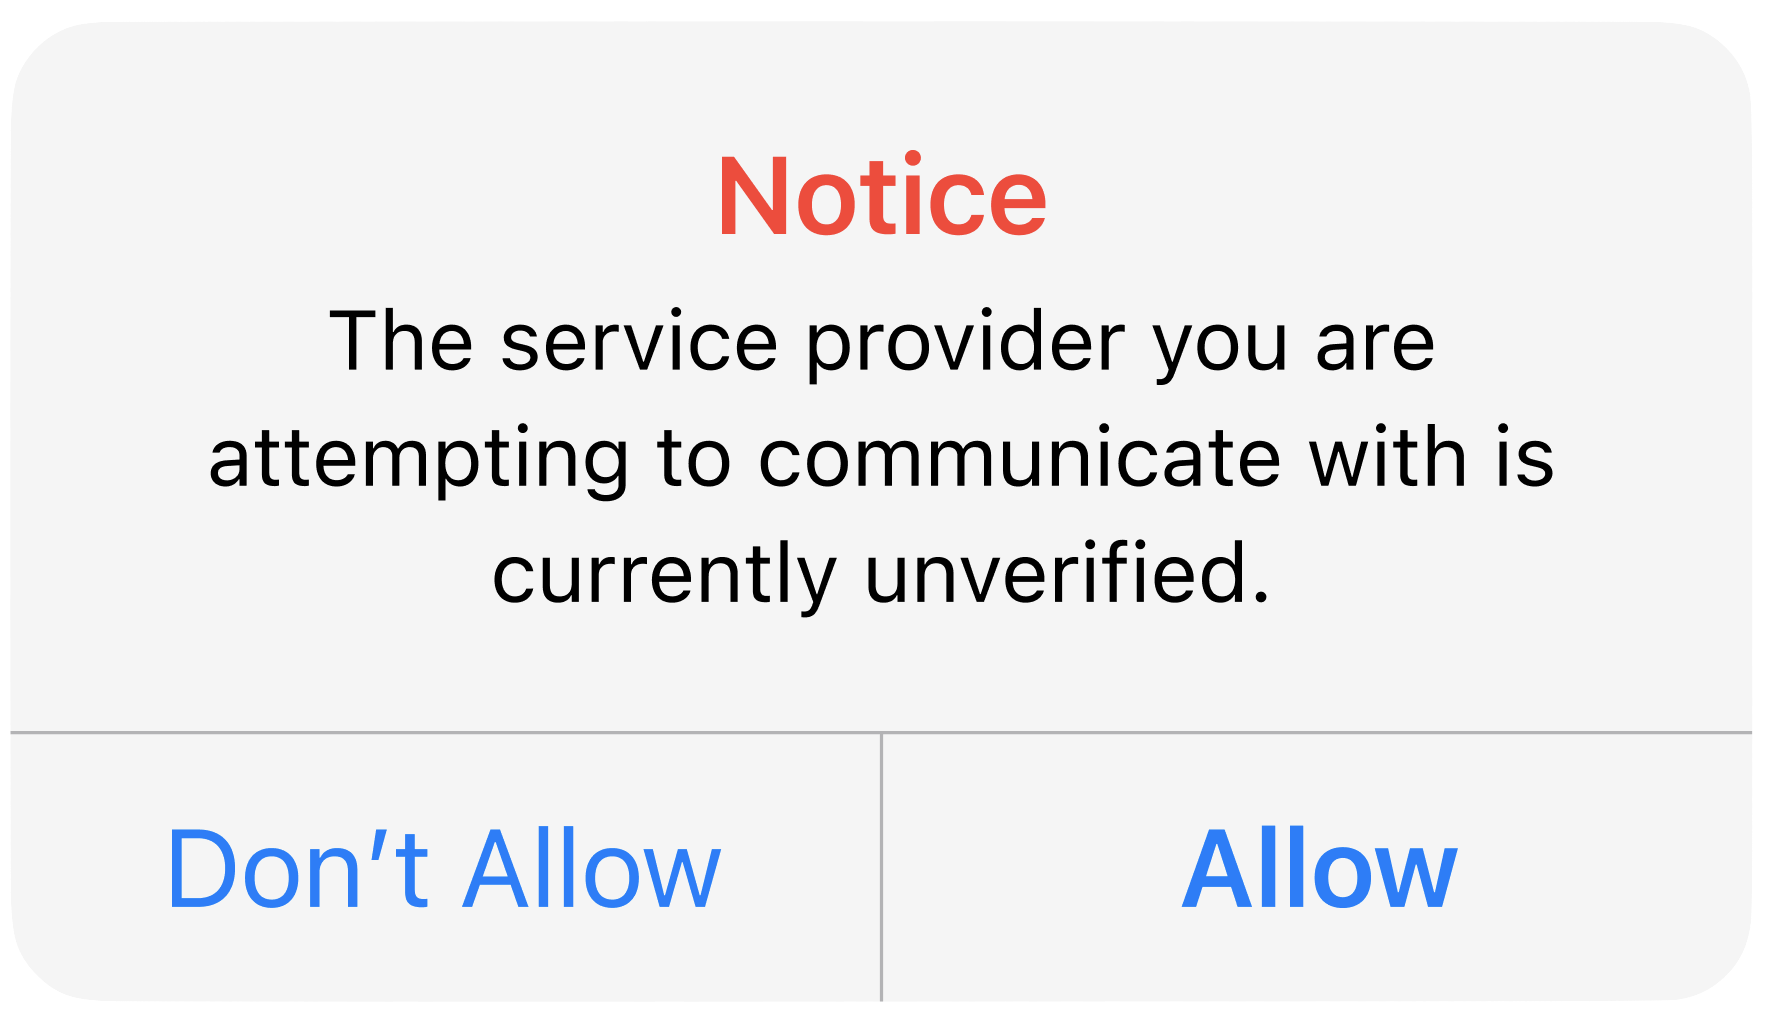 Notice
The service provider you are
attempting to communicate with is
currently unverified.
Don’t Allow
Allow